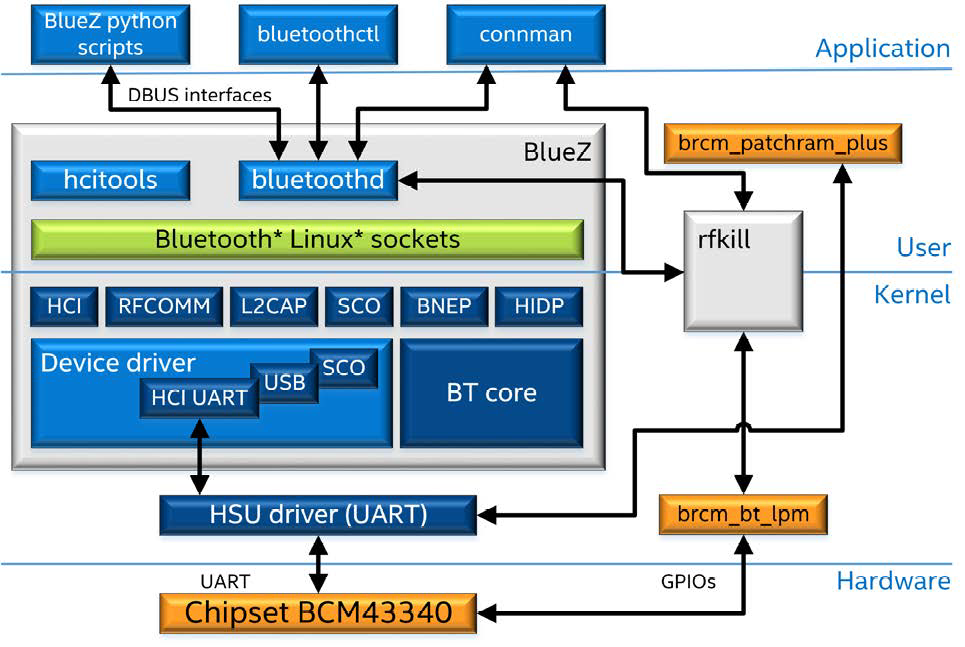 BlueZ python
scripts
bluetoothctl
connman
Application
DBUS interfaces
BlueZ
brcm_patchram_plus
hcitools
bluetoothd
Bluetooth* Linux* sockets
rfkill
User
Kernel
HCI
RFCOMM
L2CAP
SCO
BNEP
HIDP
Device driver
SCO
USB
HCI UART
BT core
HSU driver (UART)
brcm_bt_lpm
UART
GPIOs
Hardware
Chipset BCM43340